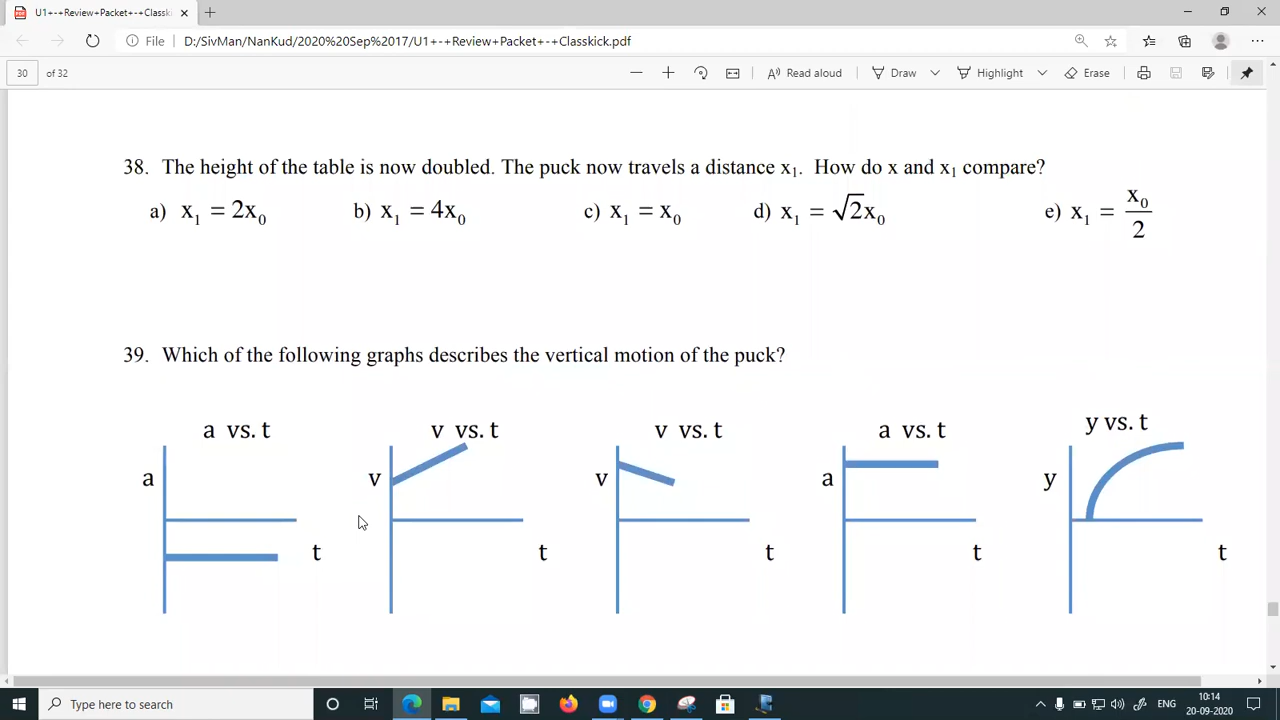 U1+-+Review+Packet+-+Classki
File D:/SivMan/NanKud/2020%20Sep%2017/U1+-+Review+Packet+-+Classkick.pdf
30 of 32 Read aloud Draw Highlight Erase
38. The height of the table is now doubled. The puck now travels a distance x₁. How do x and x₁ compare?
a) x₁ = 2x₀ b) x₁ = 4x₀ c) x₁ = x₀ d) x₁ = √2x₀ e) x₁ = x₀/2
39. Which of the following graphs describes the vertical motion of the puck?
a vs. t v vs. t v vs. t a vs. t y vs. t
a v v a y
t t t t t
Type here to search ENG 10:14
20-09-2020